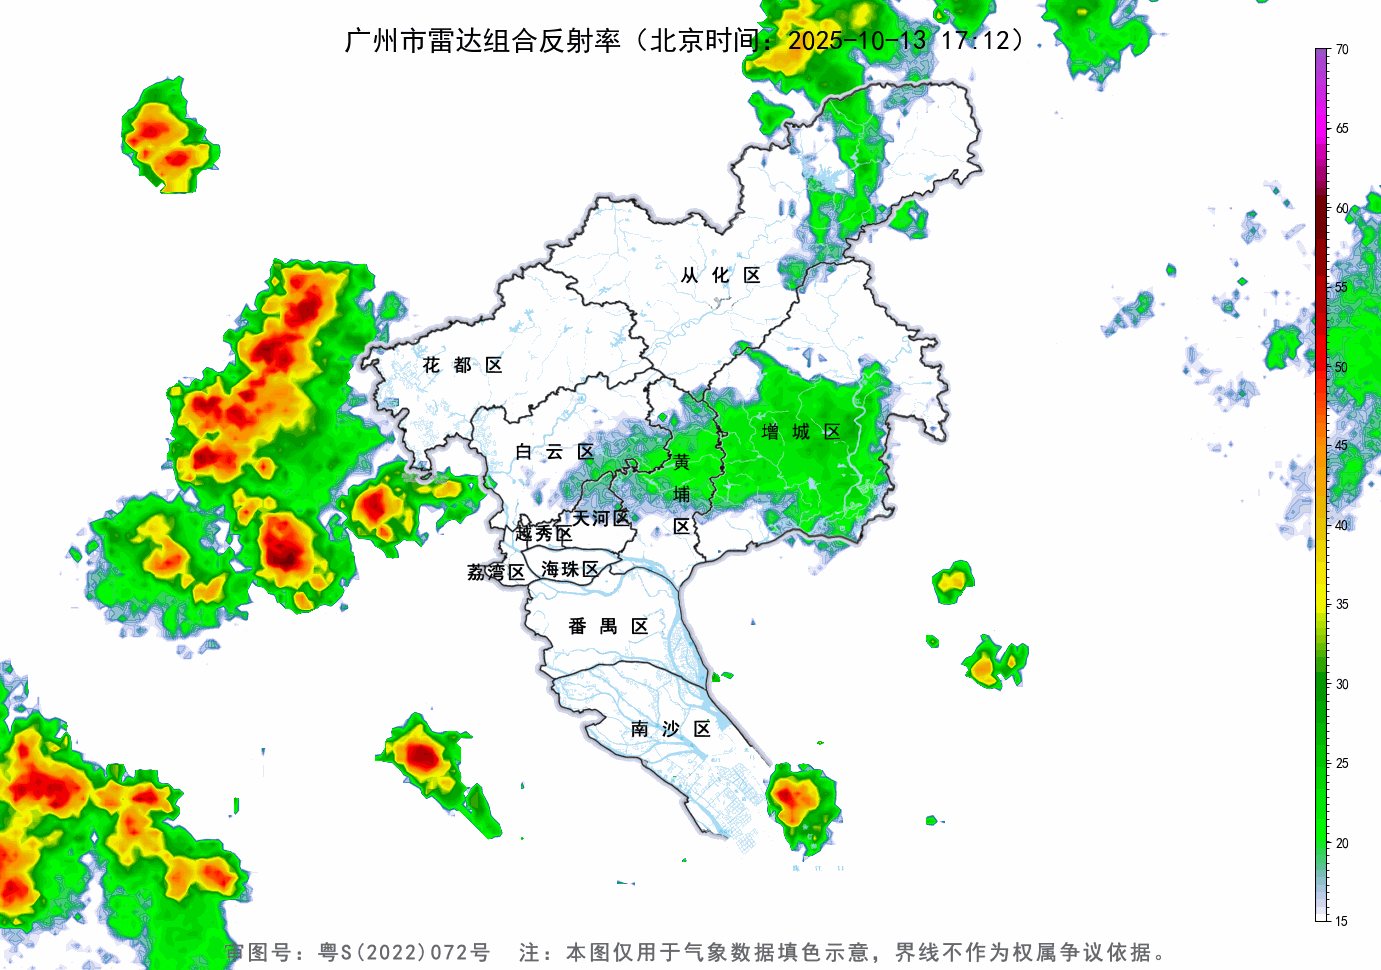 广州市雷达组合反射率（北京时间：2025-10-13 17:12）
70
65
60
55
50
45
40
35
30
25
20
15
从化区
花都区
增城区
白云区
黄埔区
天河区
越秀区
海珠区
荔湾区
番禺区
南沙区
审图号：粤S(2022)072号 注：本图仅用于气象数据填色示意，界线不作为权属争议依据。